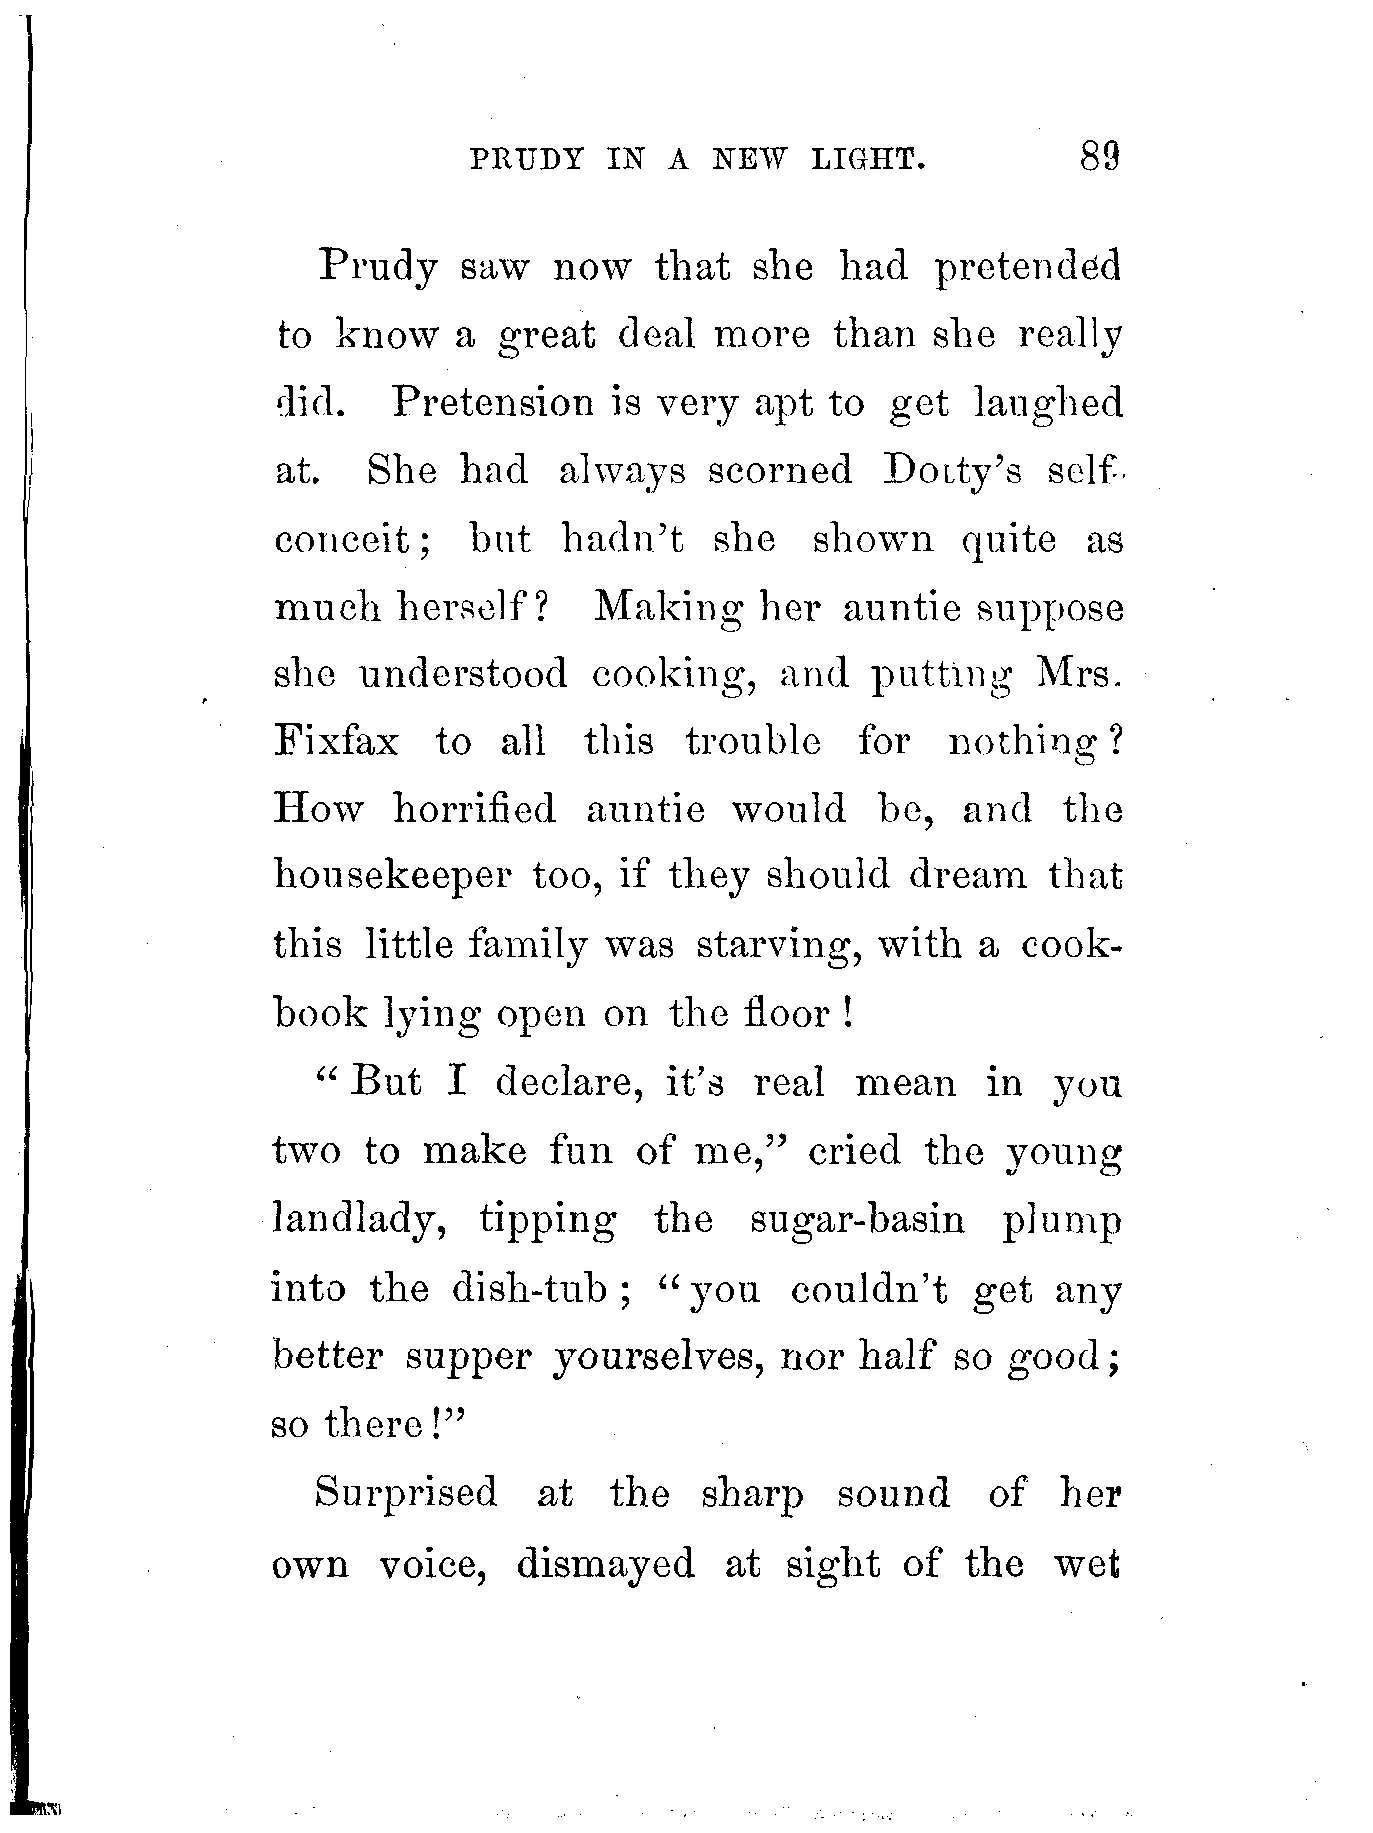 PRUDY IN A NEW LIGHT. 89
Prudy saw now that she had pretended
to know a great deal more than she really
did. Pretension is very apt to get laughed
at. She had always scorned Dotty's self-
conceit; but hadn't she shown quite as
much herself? Making her auntie suppose
she understood cooking, and putting Mrs.
Fixfax to all this trouble for nothing?
How horrified auntie would be, and the
housekeeper too, if they should dream that
this little family was starving, with a cook-
book lying open on the floor!
"But I declare, it's real mean in you
two to make fun of me," cried the young
landlady, tipping the sugar-basin plump
into the dish-tub; "you couldn't get any
better supper yourselves, nor half so good;
so there!"
Surprised at the sharp sound of her
own voice, dismayed at sight of the wet